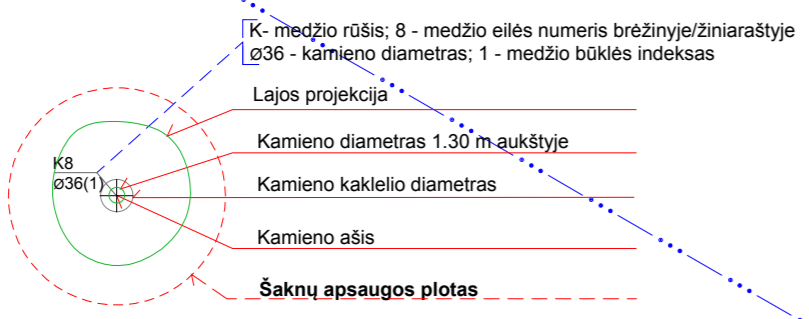 K- medžio rūšis; 8 - medžio eilės numeris brėžinyje/žiniaraštyje
Ø36 - kamieno diametras; 1 - medžio būklės indeksas
Lajos projekcija
Kamieno diametras 1.30 m aukštyje
K8
Ø36(1)
Kamieno kaklelio diametras
Kamieno ašis
Šaknų apsaugos plotas